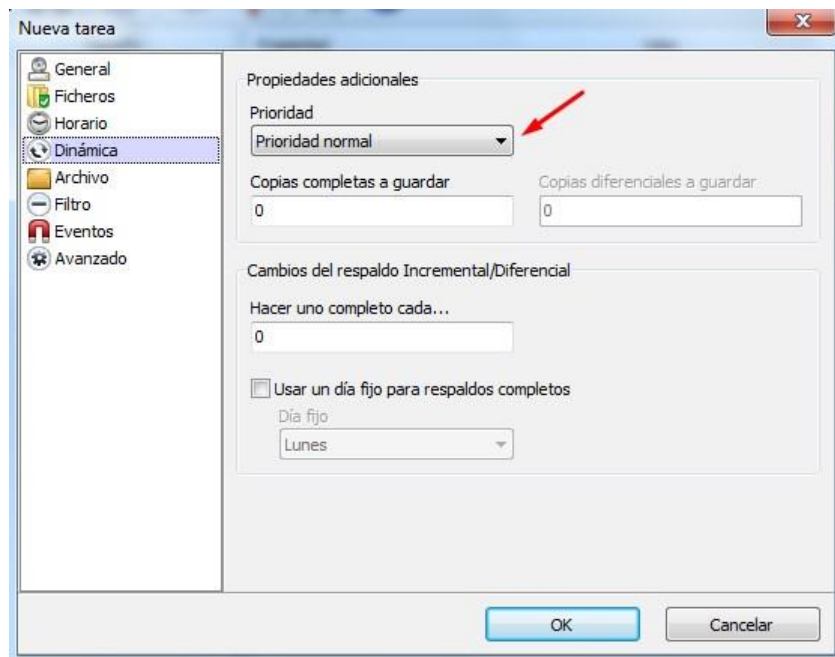 Nueva tarea
General
Ficheros
Horario
Dinámica
Archivo
Filtro
Eventos
Avanzado
Propiedades adicionales
Prioridad
Prioridad normal
Copias completas a guardar
Copias diferenciales a guardar
0
0
Cambios del respaldo Incremental/Diferencial
Hacer uno completo cada...
0
Usar un día fijo para respaldos completos
Día fijo
Lunes
OK
Cancelar